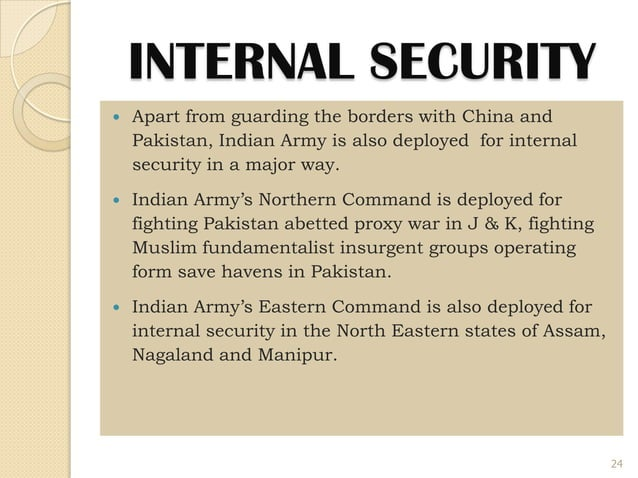 INTERNAL SECURITY
• Apart from guarding the borders with China and
Pakistan, Indian Army is also deployed  for internal
security in a major way.
• Indian Army’s Northern Command is deployed for
fighting Pakistan abetted proxy war in J & K, fighting
Muslim fundamentalist insurgent groups operating
form save havens in Pakistan.
• Indian Army’s Eastern Command is also deployed for
internal security in the North Eastern states of Assam,
Nagaland and Manipur.
24